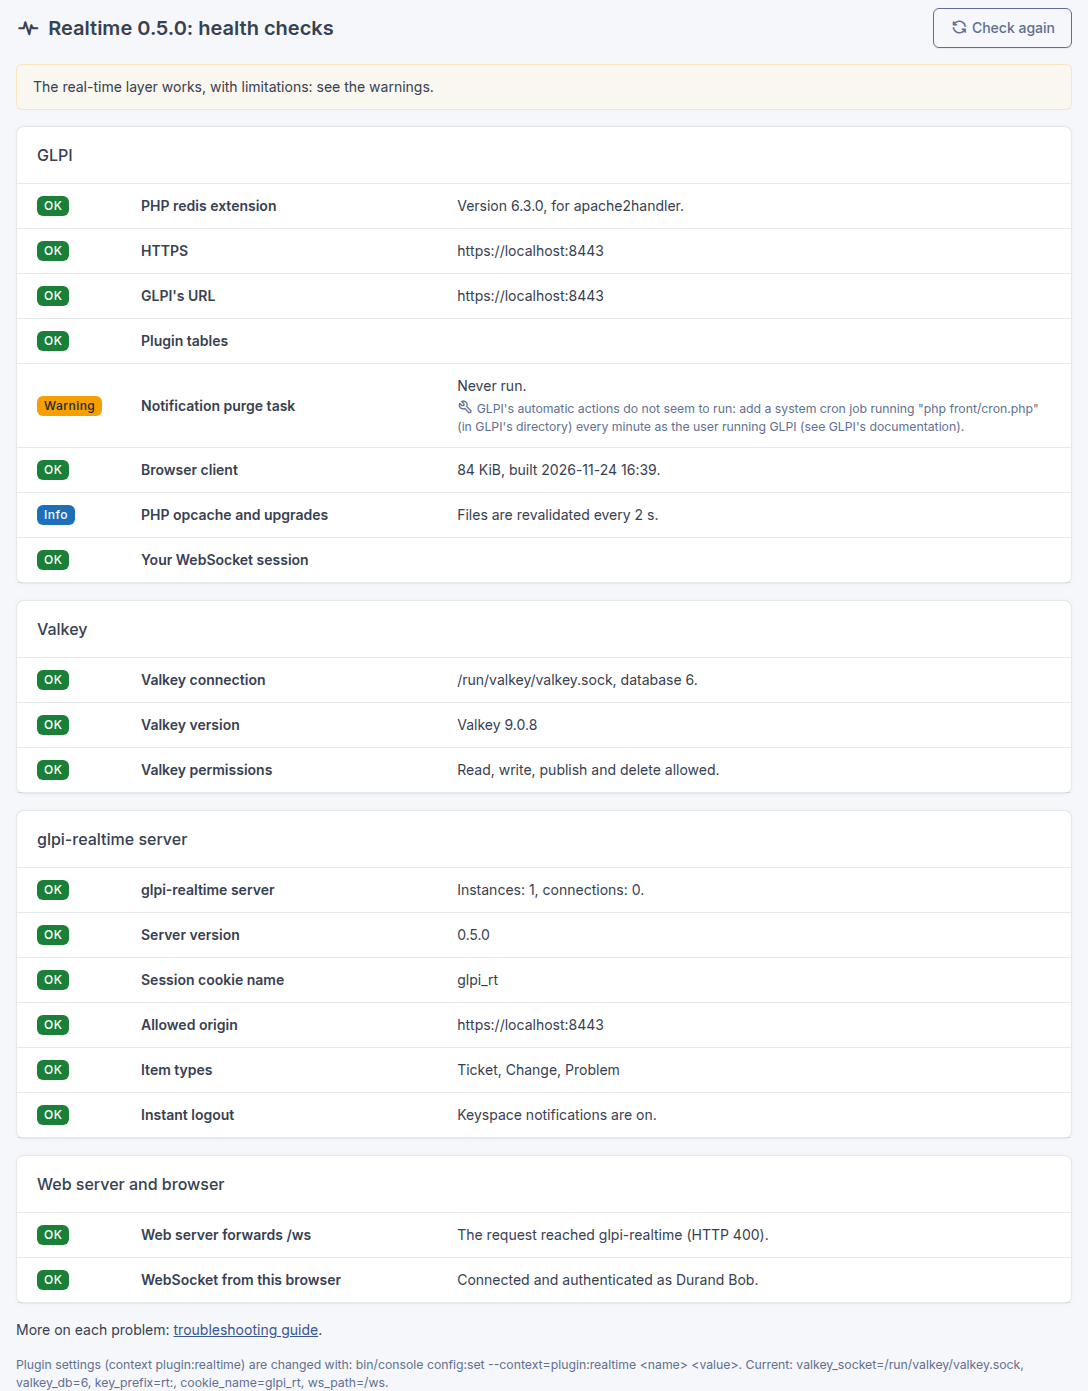 Realtime 0.5.0: health checks
Check again
The real-time layer works, with limitations: see the warnings.
GLPI
OK PHP redis extension Version 6.3.0, for apache2handler.
OK HTTPS https://localhost:8443
OK GLPI's URL https://localhost:8443
OK Plugin tables
Warning Notification purge task Never run.
GLPI's automatic actions do not seem to run: add a system cron job running "php front/cron.php"
(in GLPI's directory) every minute as the user running GLPI (see GLPI's documentation).
OK Browser client 84 KiB, built 2026-11-24 16:39.
Info PHP opcache and upgrades Files are revalidated every 2 s.
OK Your WebSocket session
Valkey
OK Valkey connection /run/valkey/valkey.sock, database 6.
OK Valkey version Valkey 9.0.8
OK Valkey permissions Read, write, publish and delete allowed.
glpi-realtime server
OK glpi-realtime server Instances: 1, connections: 0.
OK Server version 0.5.0
OK Session cookie name glpi_rt
OK Allowed origin https://localhost:8443
OK Item types Ticket, Change, Problem
OK Instant logout Keyspace notifications are on.
Web server and browser
OK Web server forwards /ws The request reached glpi-realtime (HTTP 400).
OK WebSocket from this browser Connected and authenticated as Durand Bob.
More on each problem: troubleshooting guide.
Plugin settings (context plugin:realtime) are changed with: bin/console config:set --context=plugin:realtime <name> <value>. Current: valkey_socket=/run/valkey/valkey.sock,
valkey_db=6, key_prefix=rt:, cookie_name=glpi_rt, ws_path=/ws.